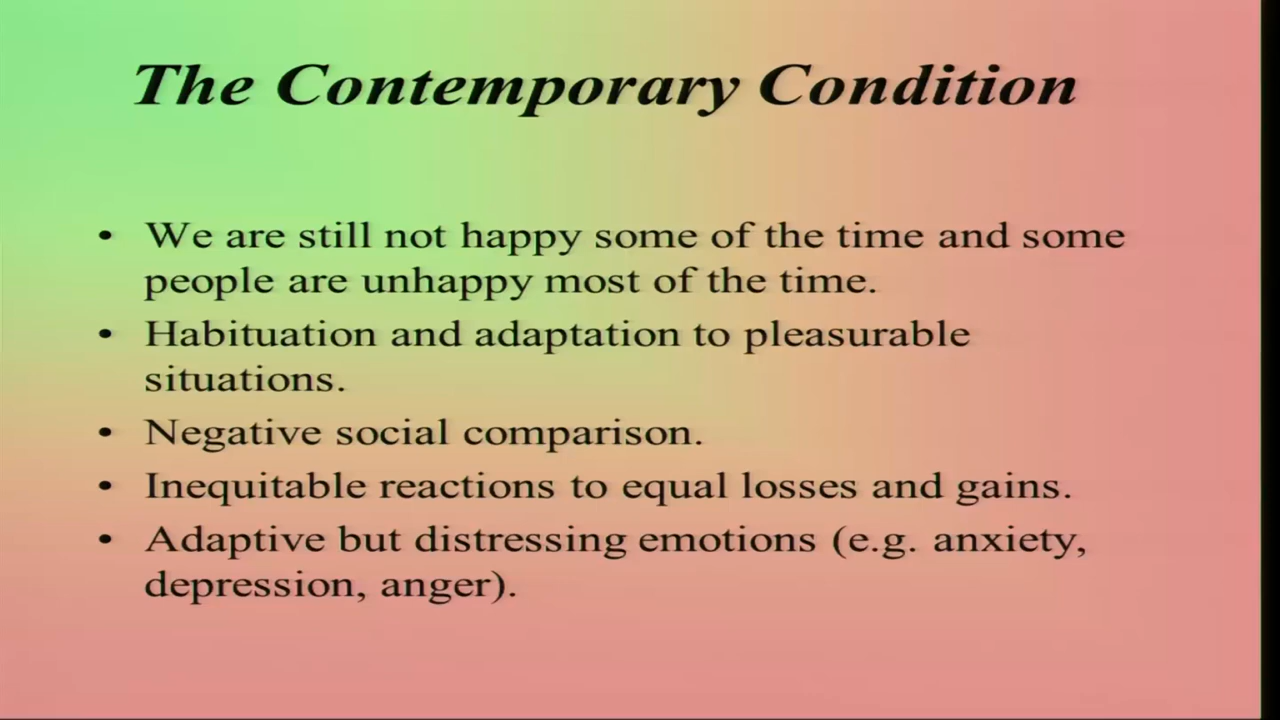 The Contemporary Condition
• We are still not happy some of the time and some
people are unhappy most of the time.
• Habituation and adaptation to pleasurable
situations.
• Negative social comparison.
• Inequitable reactions to equal losses and gains.
• Adaptive but distressing emotions (e.g. anxiety,
depression, anger).